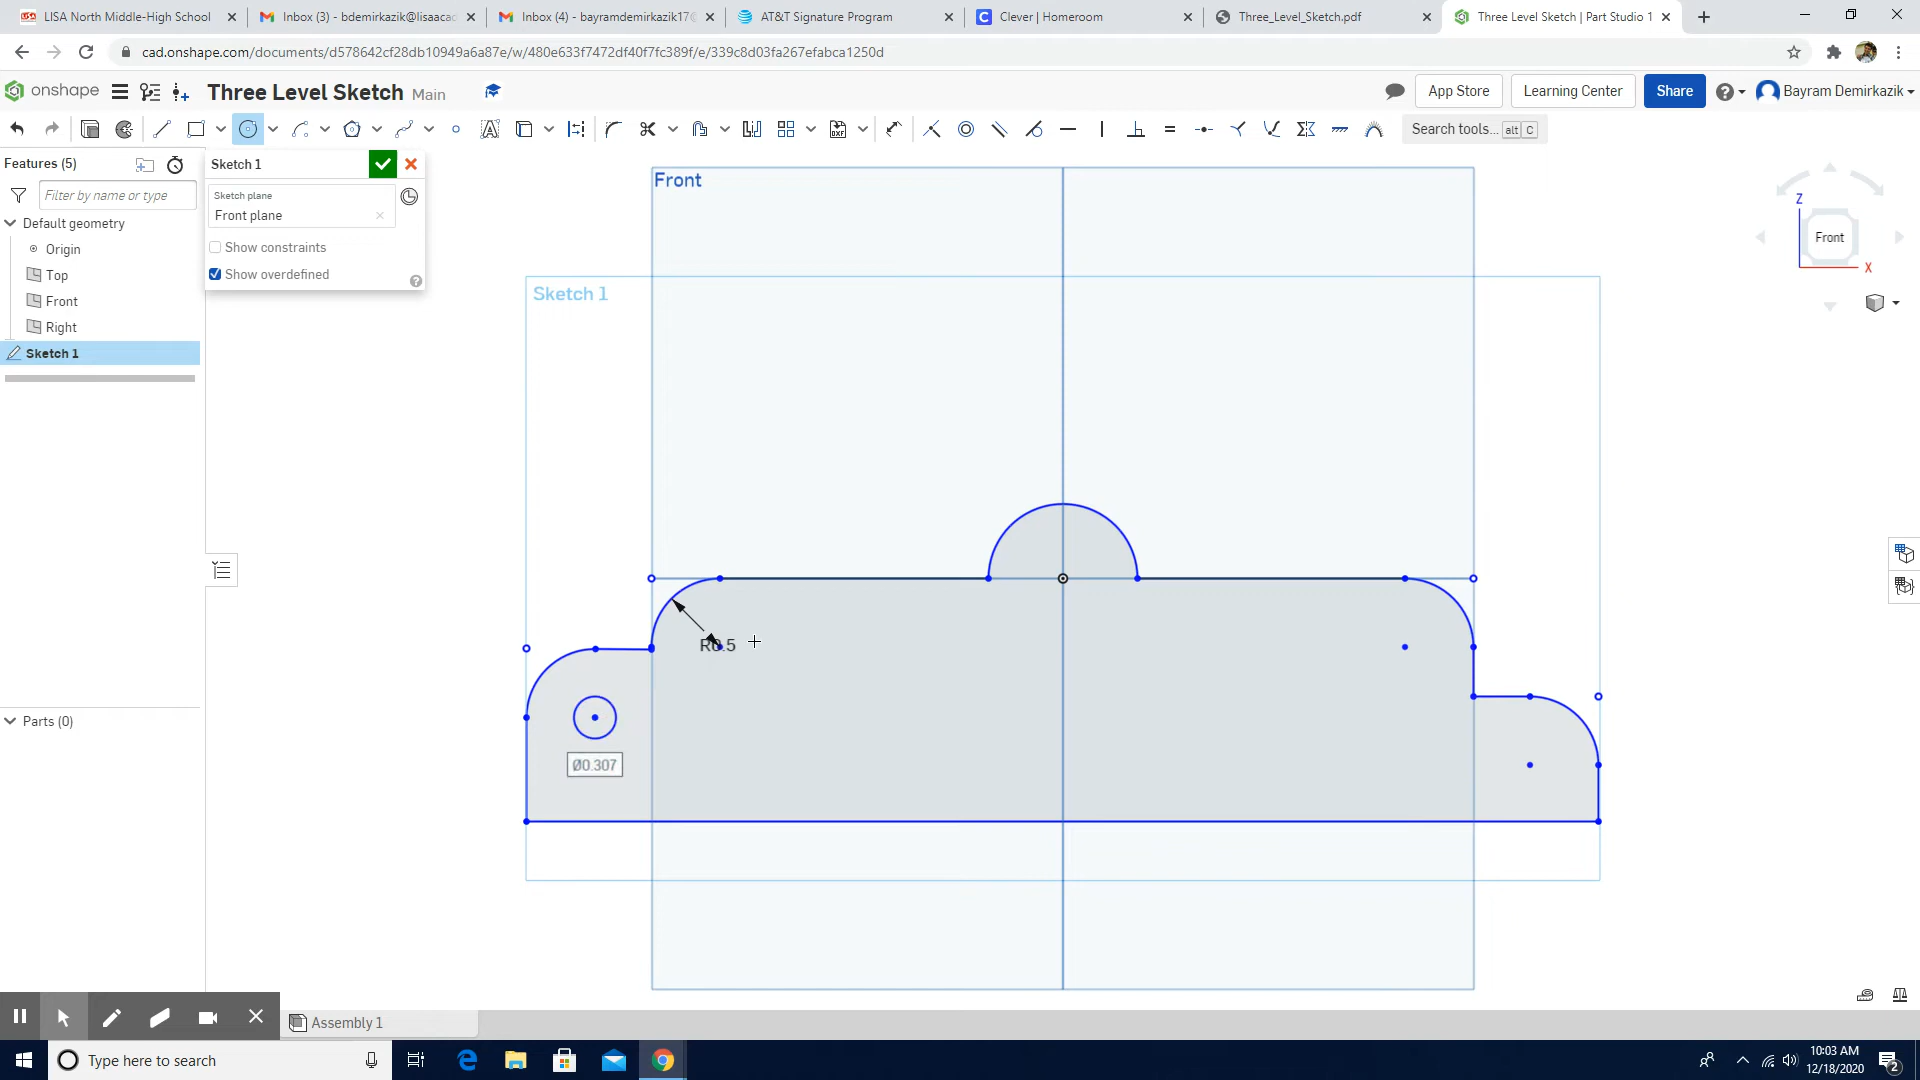 LISA North Middle-High School
Inbox (3) - bdemirkazik@lisaacac
Inbox (4) - bayramdemirkazik17@
AT&T Signature Program
Clever | Homeroom
Three_Level_Sketch.pdf
Three Level Sketch | Part Studio 1
cad.onshape.com/documents/d578642cf28db10949a6a87e/w/480e633f7472df40f7fc389f/e/339c8d03fa267efabca1250d
onshape
Three Level Sketch Main
App Store
Learning Center
Share
Bayram Demirkazik
Search tools... alt C
Features (5)
Filter by name or type
Default geometry
Origin
Top
Front
Right
Sketch 1
Parts (0)
Sketch 1
Sketch plane
Front plane
Show constraints
Show overdefined
Front
Sketch 1
Z
Front
X
R0.5
Ø0.307
Assembly 1
Type here to search
10:03 AM
12/18/2020
2